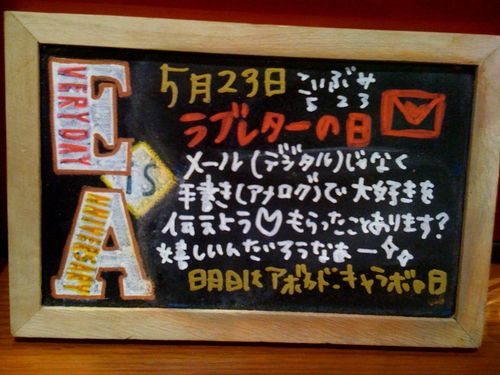 EVERYDAY
IS
ANNIVERSARY
5月23日 こいぶみ
5 2 3
ラブレターの日
メール(デジタル)じゃなく
手書き(アナログ)で大好きを
伝えよう♡もらったことあります?
嬉しいんだろうなぁー
明日はアボカド・キャラボの日